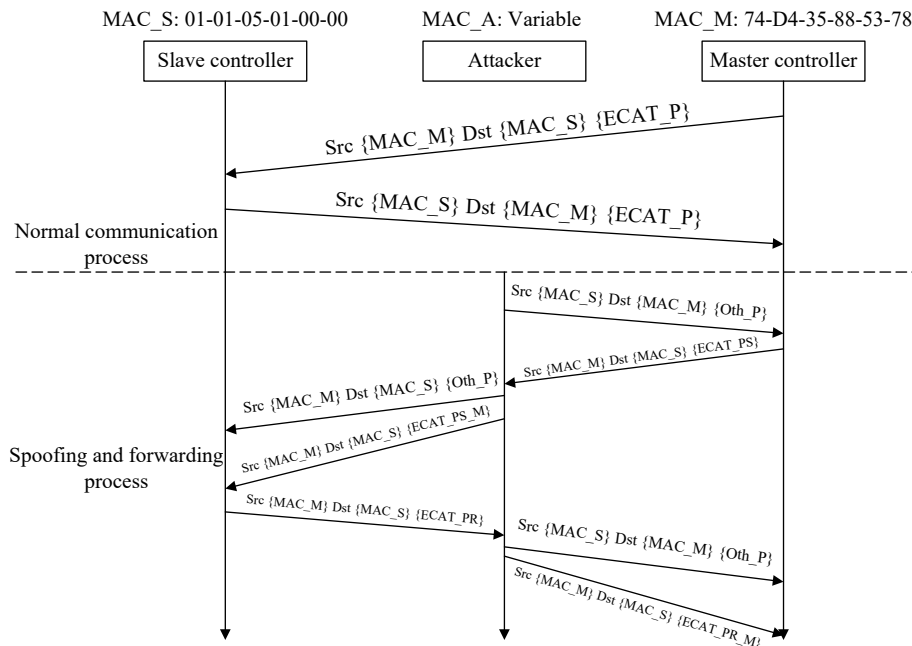 MAC_S: 01-01-05-01-00-00
MAC_A: Variable
MAC_M: 74-D4-35-88-53-78
Slave controller
Attacker
Master controller
Src {MAC_M} Dst {MAC_S} {ECAT_P}
Src {MAC_S} Dst {MAC_M} {ECAT_P}
Normal communication
process
Src {MAC_S} Dst {MAC_M} {Oth_P}
Src {MAC_M} Dst {MAC_S} {ECAT_PS}
Src {MAC_M} Dst {MAC_S} {Oth_P}
Src {MAC_M} Dst {MAC_S} {ECAT_PS_M}
Spoofing and forwarding
process
Src {MAC_M} Dst {MAC_S} {ECAT_PR}
Src {MAC_S} Dst {MAC_M} {Oth_P}
Src {MAC_M} Dst {MAC_S} {ECAT_PR_M}